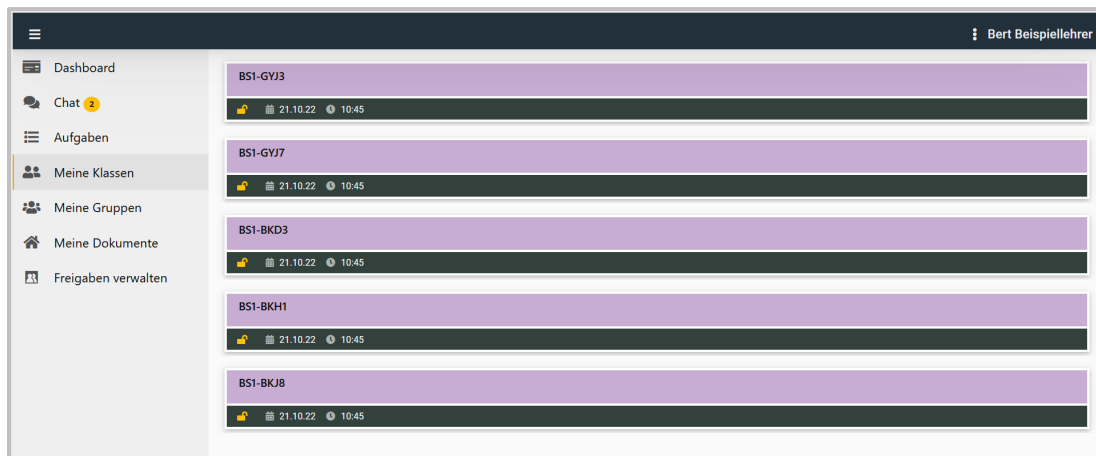 Bert Beispiellehrer
Dashboard
Chat 2
Aufgaben
Meine Klassen
Meine Gruppen
Meine Dokumente
Freigaben verwalten
BS1-GYJ3
21.10.22 10:45
BS1-GYJ7
21.10.22 10:45
BS1-BKD3
21.10.22 10:45
BS1-BKH1
21.10.22 10:45
BS1-BKJ8
21.10.22 10:45